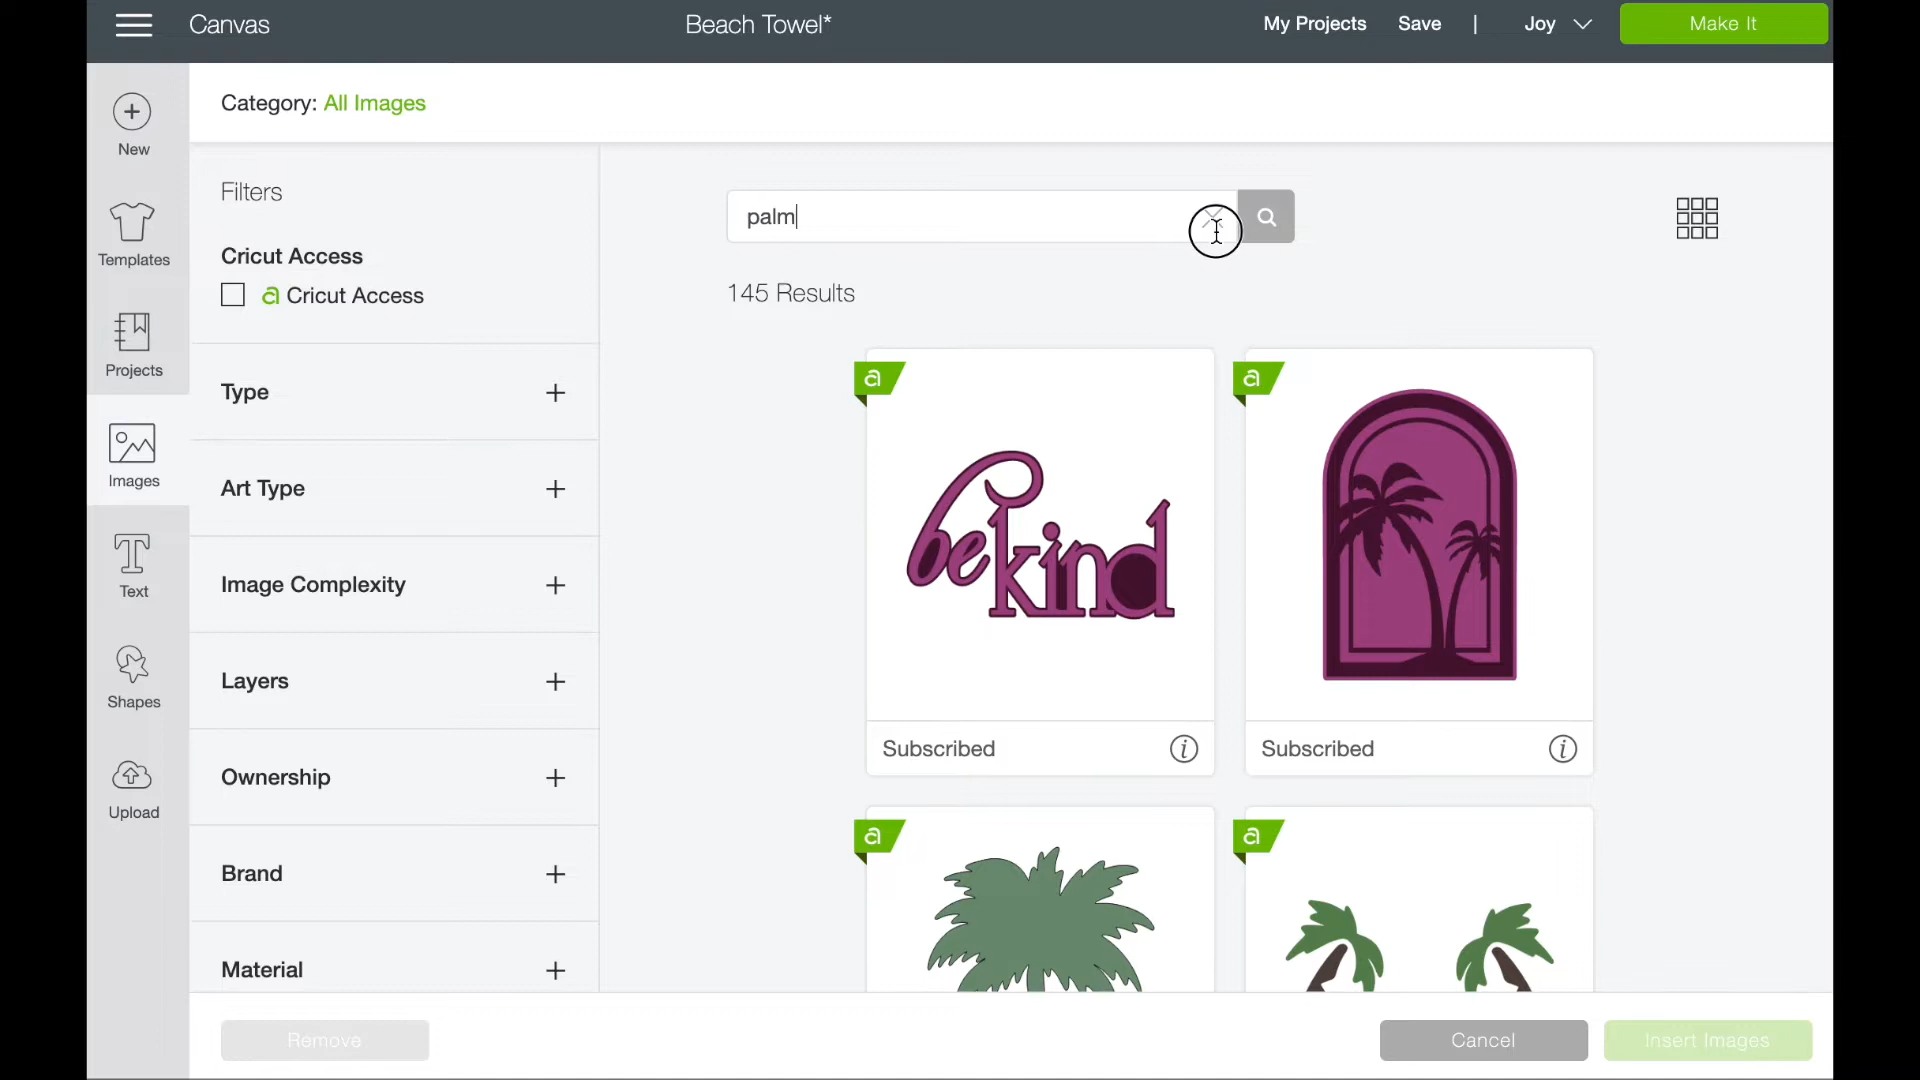 Canvas
Beach Towel*
My Projects
Save
|
Joy
Make It
New
Templates
Projects
Images
Text
Shapes
Upload
Category: All Images
Filters
Cricut Access
a Cricut Access
Type
Art Type
Image Complexity
Layers
Ownership
Brand
Material
palm
145 Results
a
be kind
Subscribed
a
Subscribed
a
a
Remove
Cancel
Insert Images